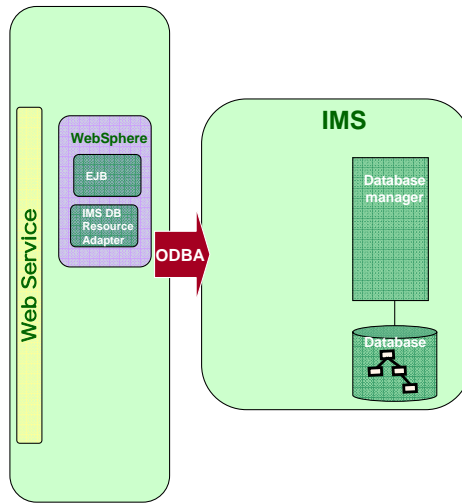 Web Service
WebSphere
EJB
IMS DB
Resource
Adapter
ODBA
IMS
Database
manager
Database